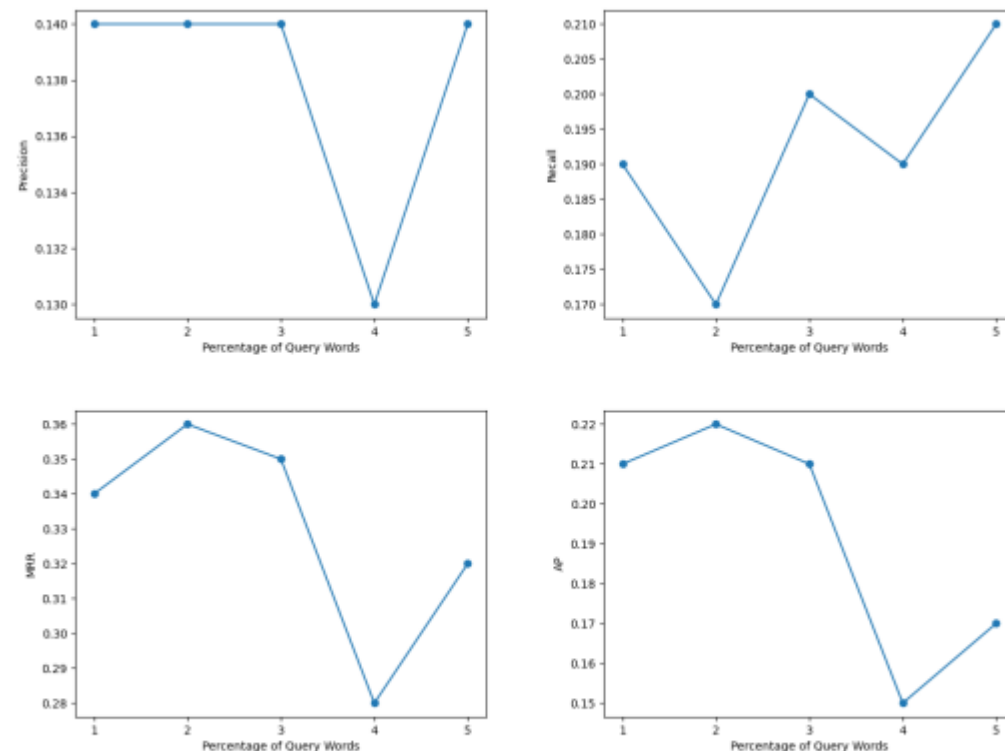 0.140
0.138
0.136
0.134
0.132
0.130
Precision
1 2 3 4 5
Percentage of Query Words
0.210
0.205
0.200
0.195
0.190
0.185
0.180
0.175
0.170
Recall
1 2 3 4 5
Percentage of Query Words
0.36
0.35
0.34
0.33
0.32
0.31
0.30
0.29
0.28
MRR
1 2 3 4 5
Percentage of Query Words
0.22
0.21
0.20
0.19
0.18
0.17
0.16
0.15
AP
1 2 3 4 5
Percentage of Query Words